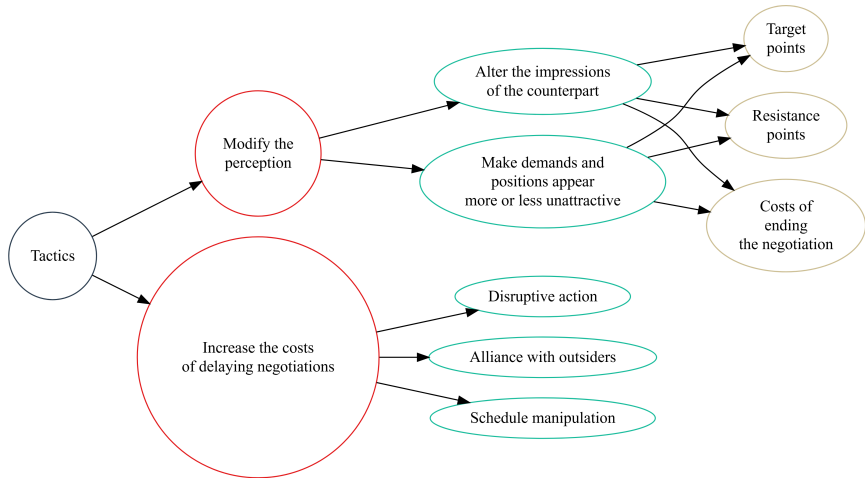 Tactics
Modify the
perception
Increase the costs
of delaying negotiations
Alter the impressions
of the counterpart
Make demands and
positions appear
more or less unattractive
Disruptive action
Alliance with outsiders
Schedule manipulation
Target
points
Resistance
points
Costs of
ending
the negotiation